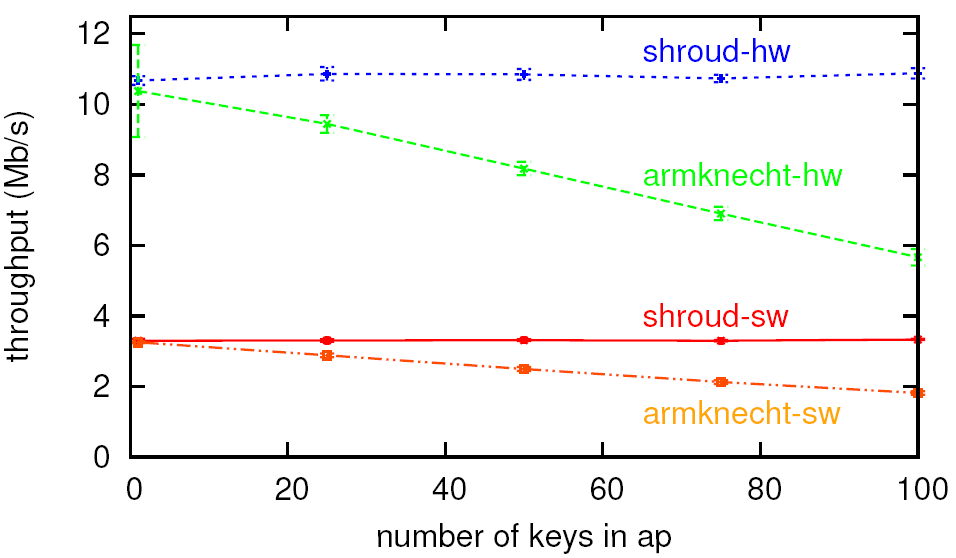 12
10
8
6
4
2
0
throughput (Mb/s)
shroud-hw
armknecht-hw
shroud-sw
armknecht-sw
0 20 40 60 80 100
number of keys in ap